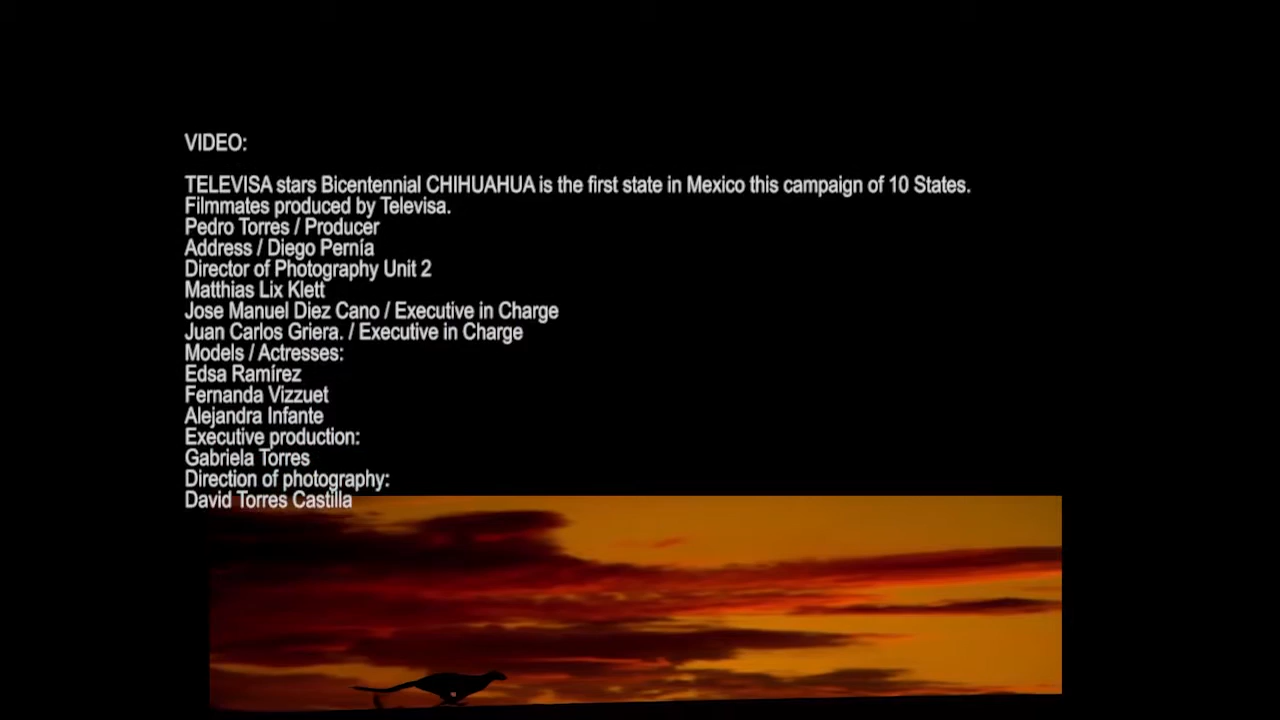 VIDEO:
TELEVISA stars Bicentennial CHIHUAHUA is the first state in Mexico this campaign of 10 States.
Filmmates produced by Televisa.
Pedro Torres / Producer
Address / Diego Pernía
Director of Photography Unit 2
Matthias Lix Klett
Jose Manuel Diez Cano / Executive in Charge
Juan Carlos Griera. / Executive in Charge
Models / Actresses:
Edsa Ramírez
Fernanda Vizzuet
Alejandra Infante
Executive production:
Gabriela Torres
Direction of photography:
David Torres Castilla